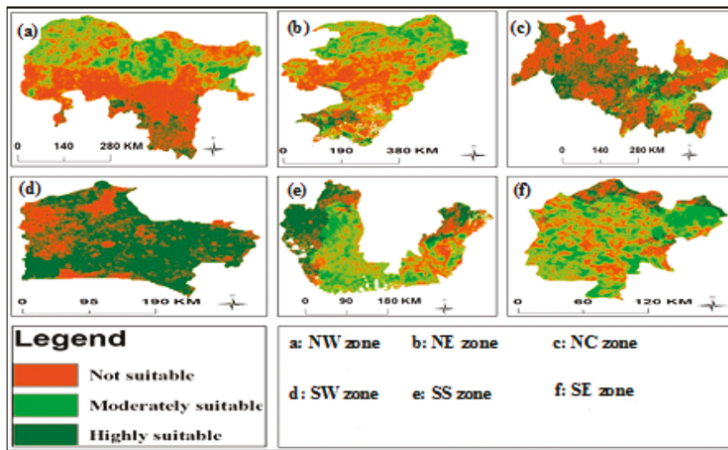 (a)
0 140 280 KM
(b)
0 190 380 KM
(c)
0 140 280 KM
(d)
0 95 190 KM
(e)
0 90 180 KM
(f)
0 60 120 KM
Legend
Not suitable
Moderately suitable
Highly suitable
a: NW zone b: NE zone c: NC zone
d: SW zone e: SS zone f: SE zone